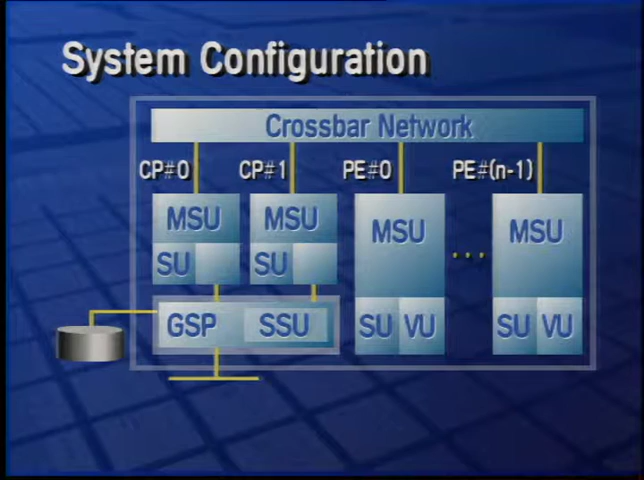 System Configuration
Crossbar Network
CP#0 CP#1 PE#0 PE#(n-1)
MSU MSU MSU ... MSU
SU SU
GSP SSU SU VU SU VU